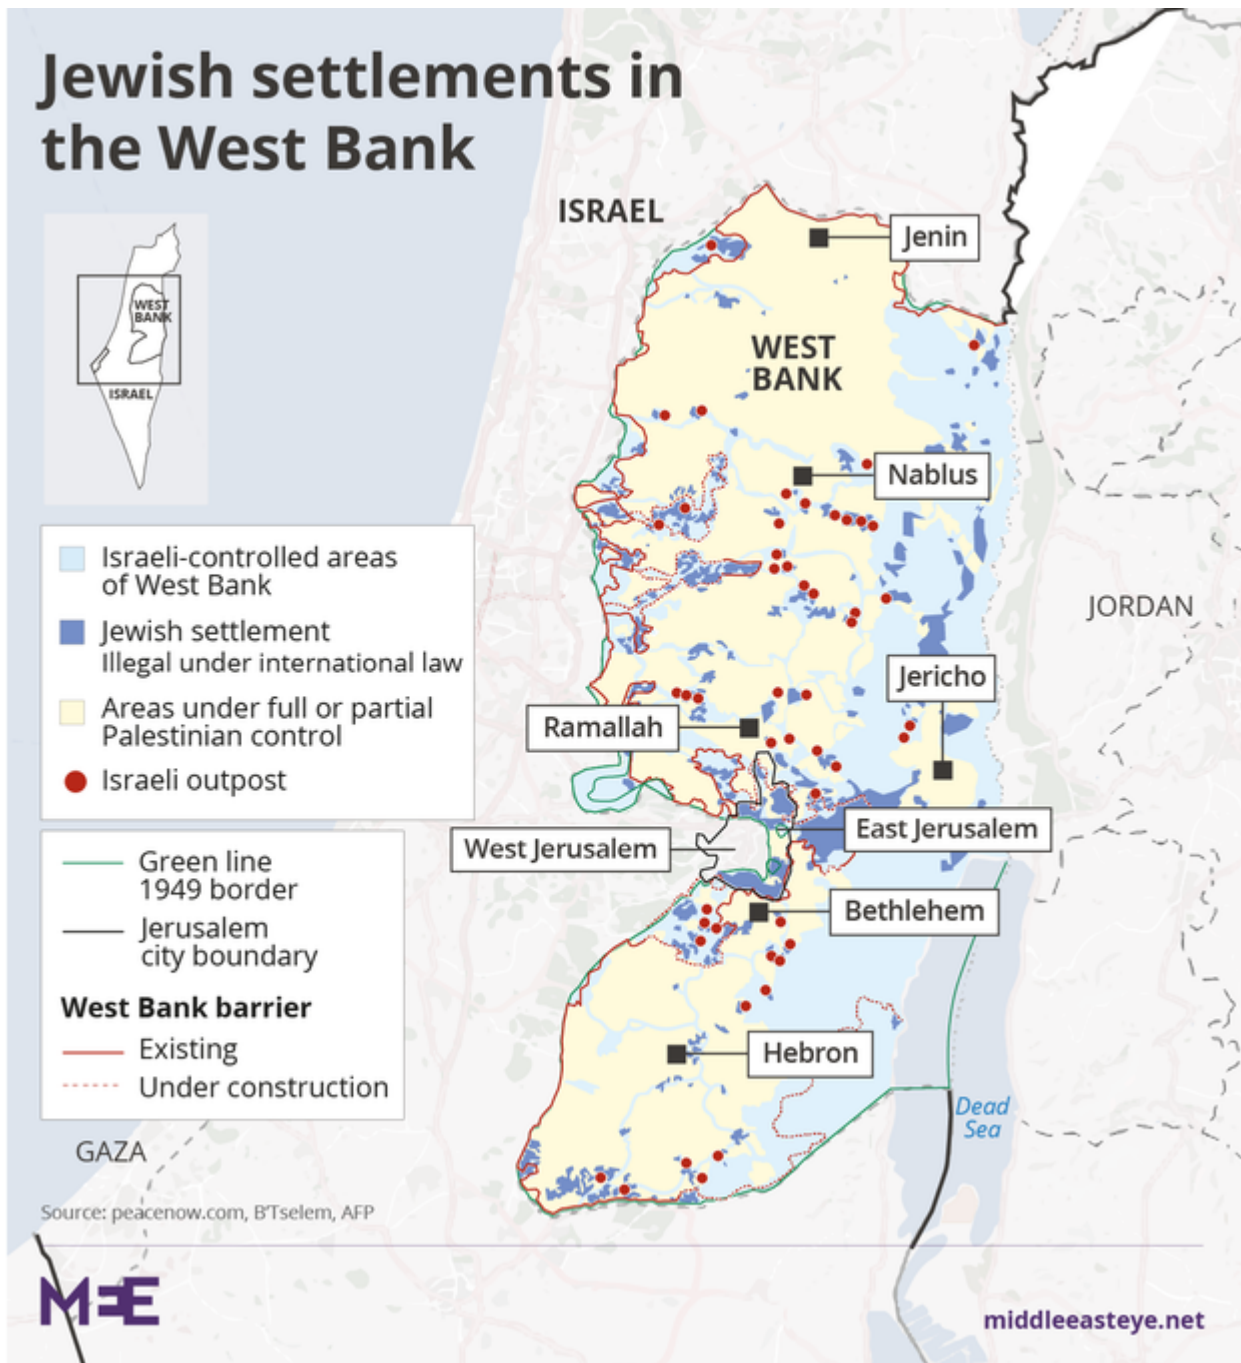 Jewish settlements in
the West Bank
WEST
BANK
ISRAEL
ISRAEL
Jenin
WEST
BANK
Nablus
JORDAN
Jericho
Ramallah
East Jerusalem
West Jerusalem
Bethlehem
Hebron
Dead
Sea
GAZA
Israeli-controlled areas
of West Bank
Jewish settlement
Illegal under international law
Areas under full or partial
Palestinian control
Israeli outpost
Green line
1949 border
Jerusalem
city boundary
West Bank barrier
Existing
Under construction
Source: peacenow.com, B'Tselem, AFP
MEE
middleeasteye.net